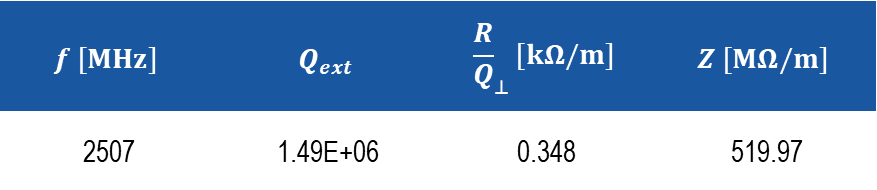 f [MHz] Q_ext R/Q_⊥ [kΩ/m] Z [MΩ/m]
2507 1.49E+06 0.348 519.97